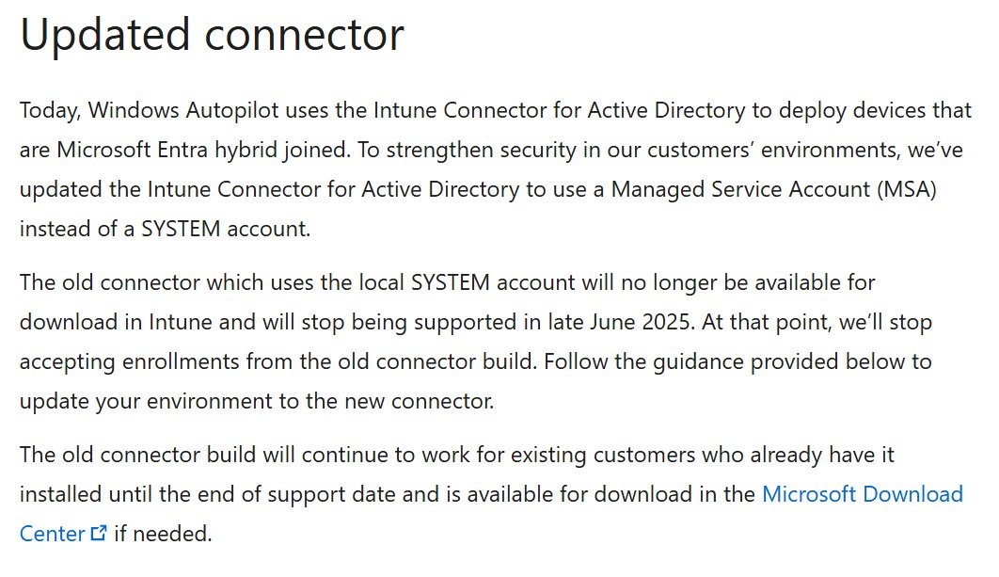 Updated connector
Today, Windows Autopilot uses the Intune Connector for Active Directory to deploy devices that
are Microsoft Entra hybrid joined. To strengthen security in our customers’ environments, we’ve
updated the Intune Connector for Active Directory to use a Managed Service Account (MSA)
instead of a SYSTEM account.
The old connector which uses the local SYSTEM account will no longer be available for
download in Intune and will stop being supported in late June 2025. At that point, we’ll stop
accepting enrollments from the old connector build. Follow the guidance provided below to
update your environment to the new connector.
The old connector build will continue to work for existing customers who already have it
installed until the end of support date and is available for download in the Microsoft Download
Center if needed.